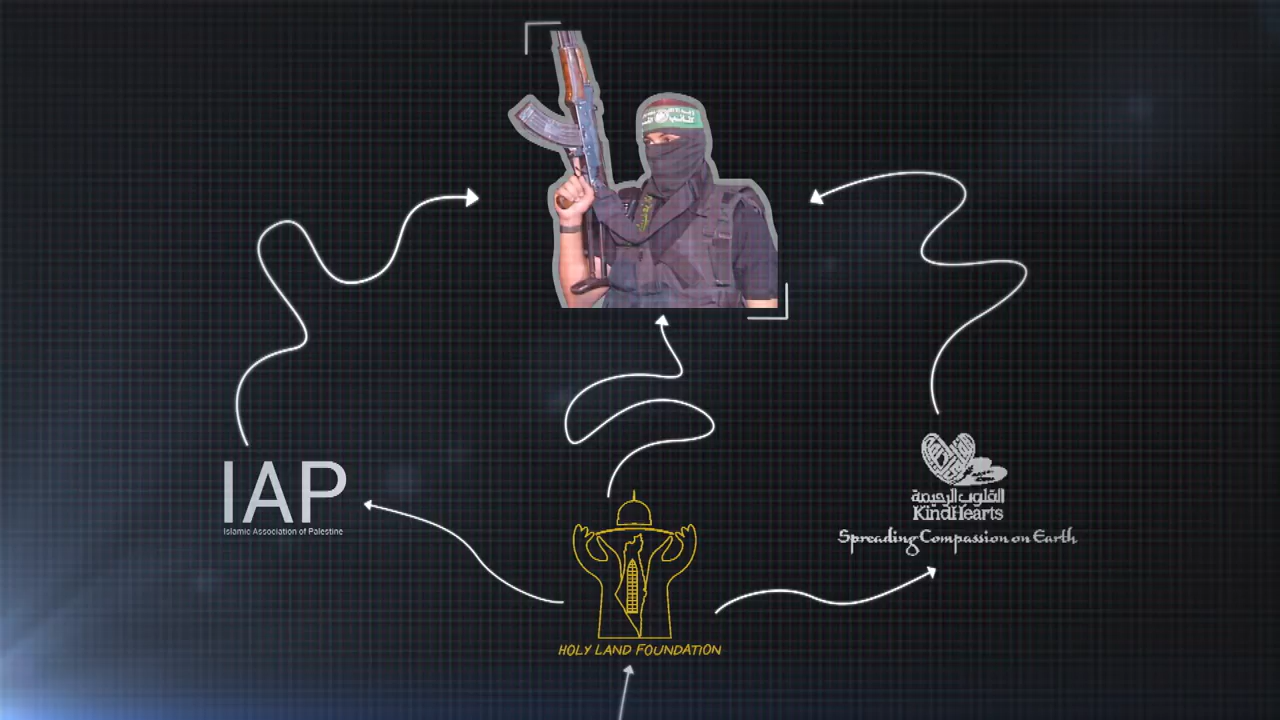 IAP
Islamic Association of Palestine
القلوب الرحيمة
KindHearts
Spreading Compassion on Earth
HOLY LAND FOUNDATION